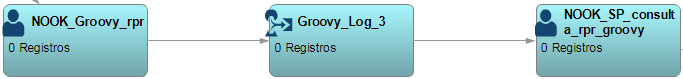 NOOK_Groovy_rpr
0 Registros
Groovy_Log_3
0 Registros
NOOK_SP_consult
a_rpr_groovy
0 Registros